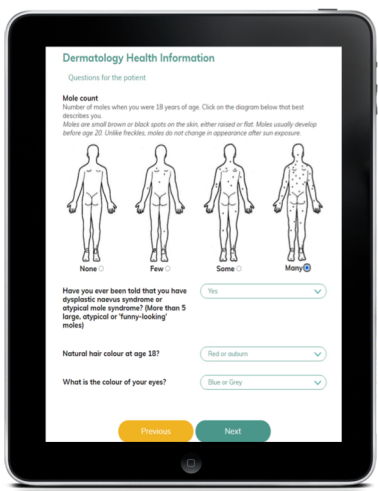 Dermatology Health Information
Questions for the patient
Mole count
Number of moles when you were 18 years of age. Click on the diagram below that best
describes you.
Moles are small brown or black spots on the skin, either raised or flat. Moles usually develop
before age 20. Unlike freckles, moles do not change in appearance after sun exposure.
None Few Some Many
Have you ever been told that you have
dysplastic naevus syndrome or
atypical mole syndrome? (More than 5
large, atypical or 'funny-looking'
moles)
Yes
Natural hair colour at age 18?
Red or auburn
What is the colour of your eyes?
Blue or Grey
Previous Next